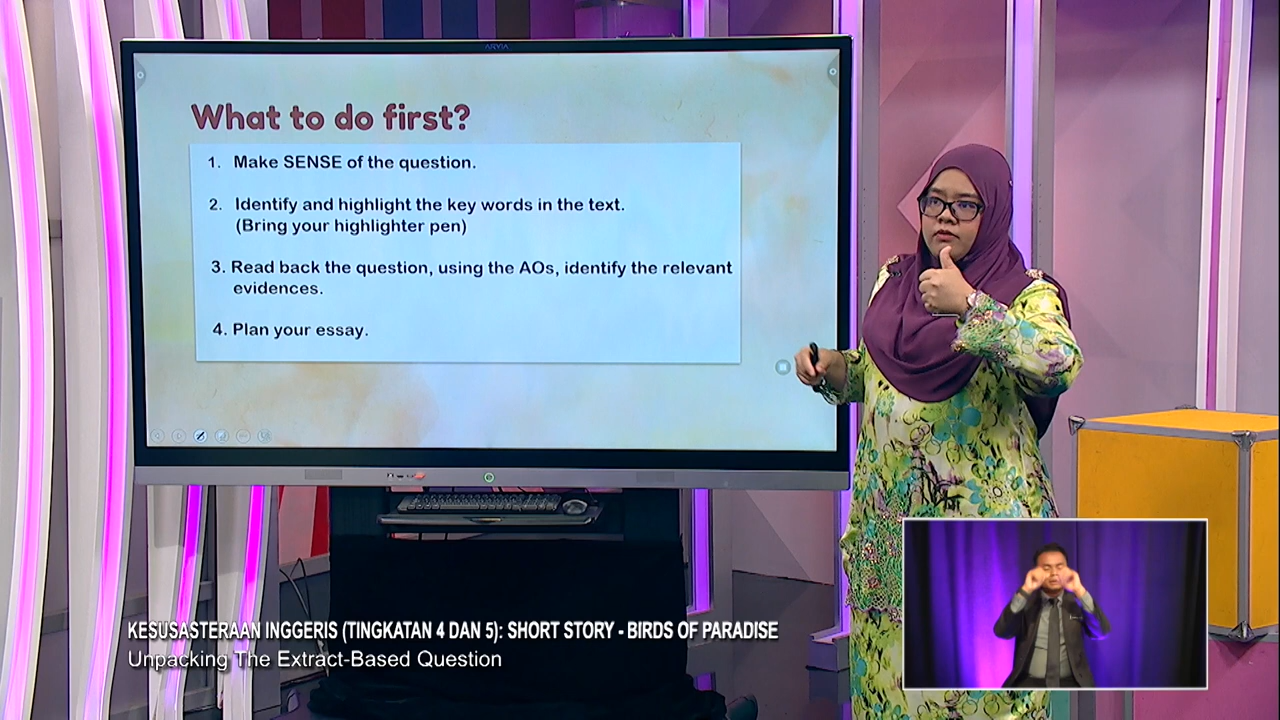 What to do first?
1. Make SENSE of the question.
2. Identify and highlight the key words in the text.
(Bring your highlighter pen)
3. Read back the question, using the AOs, identify the relevant
evidences.
4. Plan your essay.
KESUSASTERAAN INGGERIS (TINGKATAN 4 DAN 5): SHORT STORY - BIRDS OF PARADISE
Unpacking The Extract-Based Question